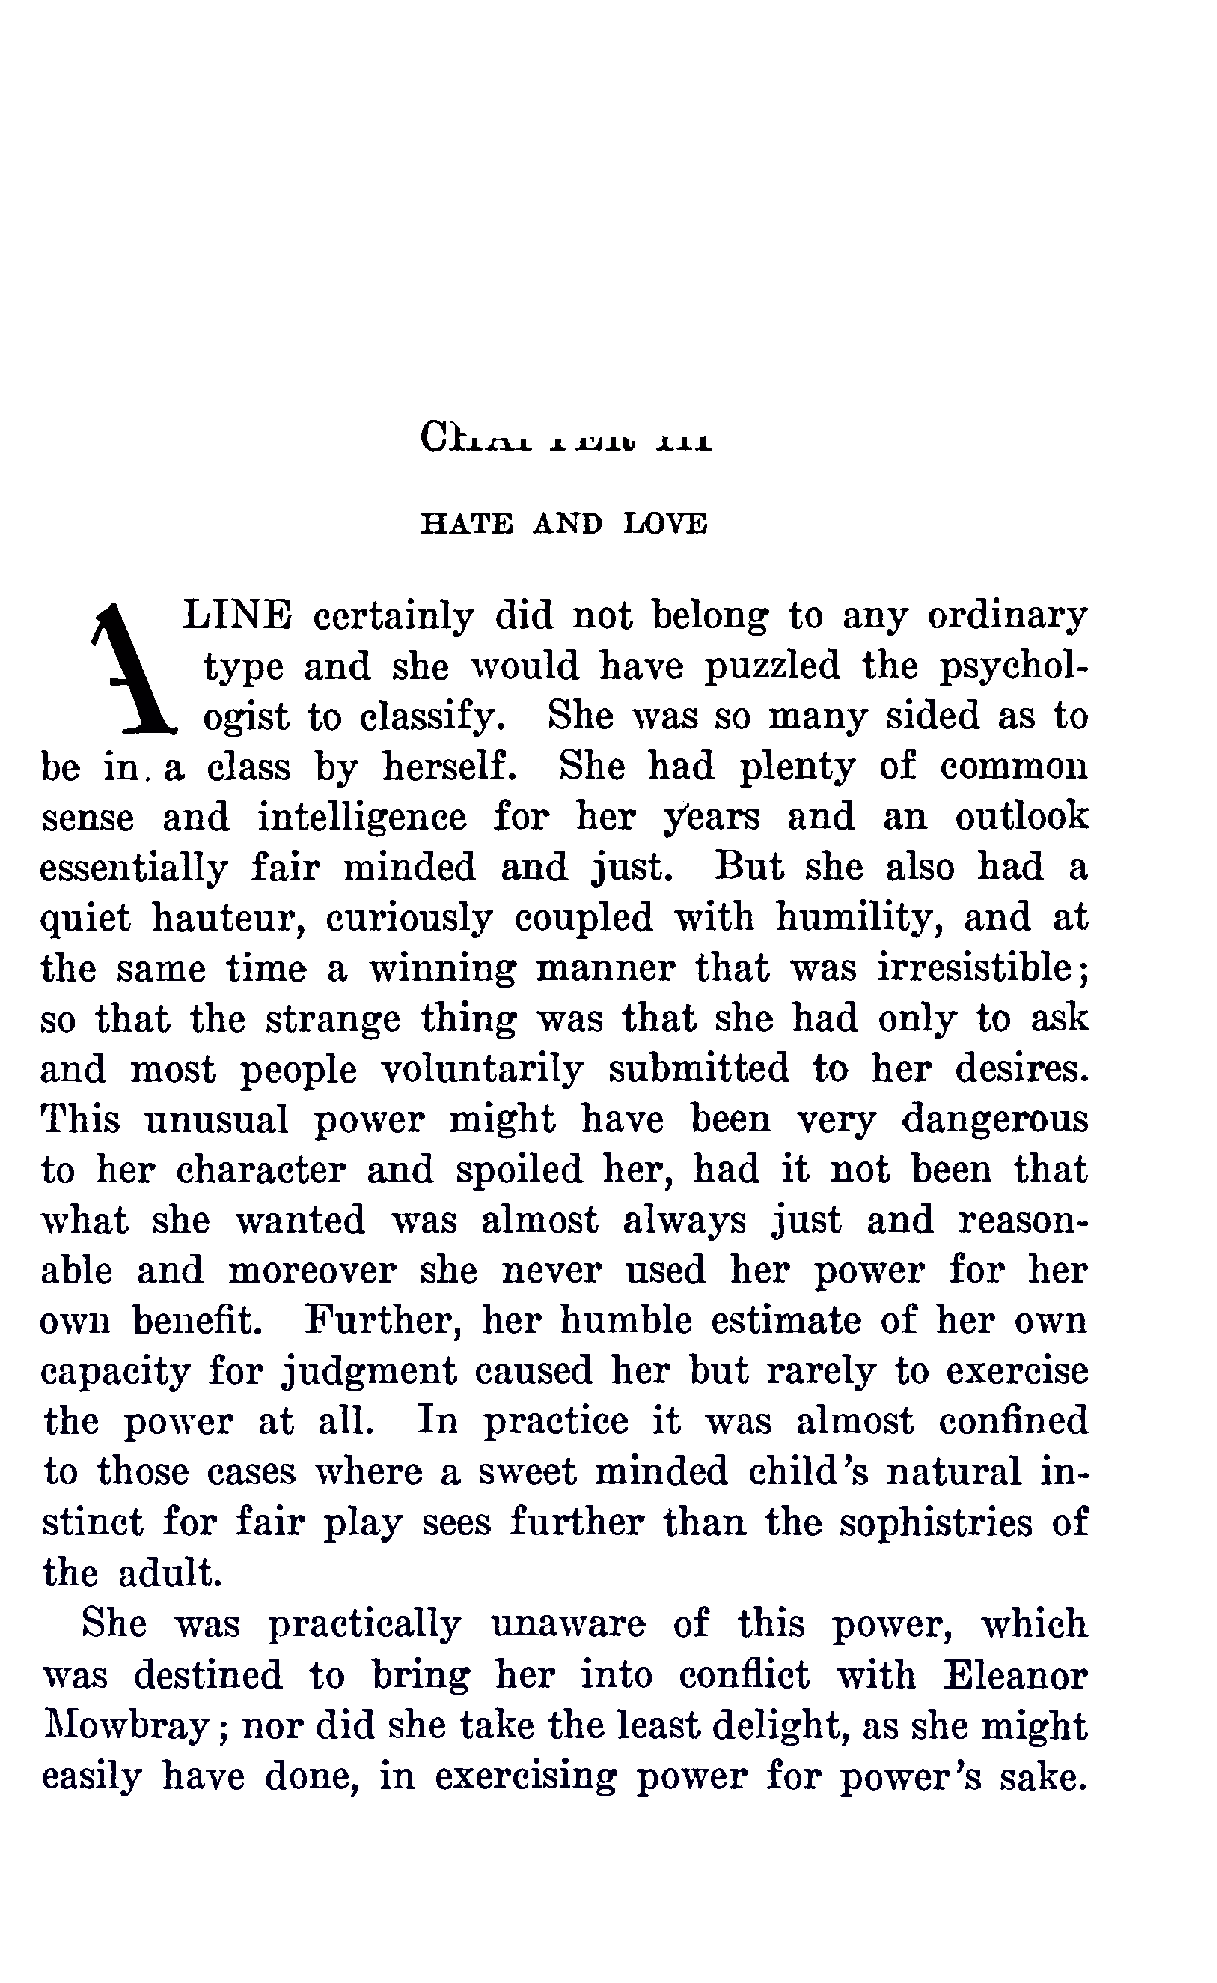 CHAPTER III
HATE AND LOVE
ALINE certainly did not belong to any ordinary
type and she would have puzzled the psychol-
ogist to classify. She was so many sided as to
be in a class by herself. She had plenty of common
sense and intelligence for her years and an outlook
essentially fair minded and just. But she also had a
quiet hauteur, curiously coupled with humility, and at
the same time a winning manner that was irresistible;
so that the strange thing was that she had only to ask
and most people voluntarily submitted to her desires.
This unusual power might have been very dangerous
to her character and spoiled her, had it not been that
what she wanted was almost always just and reason-
able and moreover she never used her power for her
own benefit. Further, her humble estimate of her own
capacity for judgment caused her but rarely to exercise
the power at all. In practice it was almost confined
to those cases where a sweet minded child's natural in-
stinct for fair play sees further than the sophistries of
the adult.
She was practically unaware of this power, which
was destined to bring her into conflict with Eleanor
Mowbray; nor did she take the least delight, as she might
easily have done, in exercising power for power's sake.